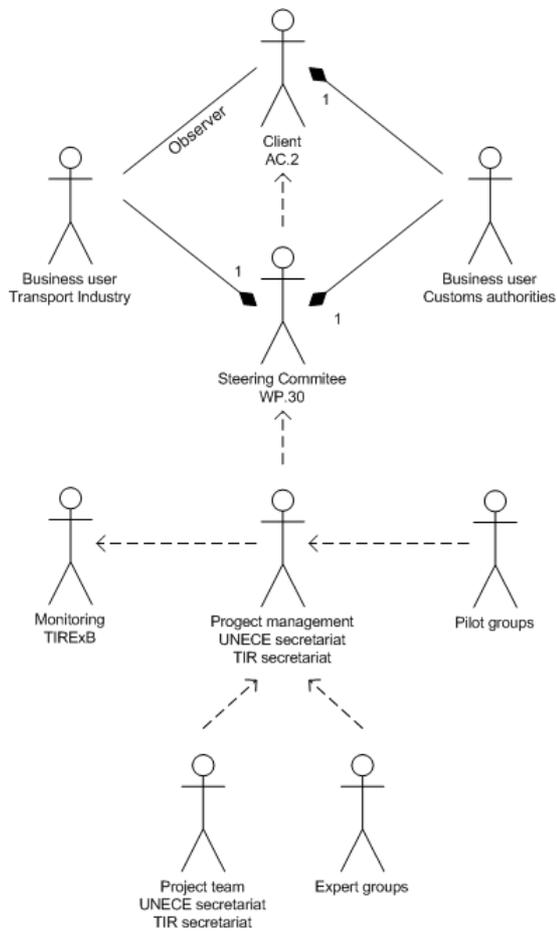 Client
AC.2
1
Observer
Business user
Transport Industry
Business user
Customs authorities
1
1
Steering Commitee
WP.30
Monitoring
TIRExB
Progect management
UNECE secretariat
TIR secretariat
Pilot groups
Project team
UNECE secretariat
TIR secretariat
Expert groups